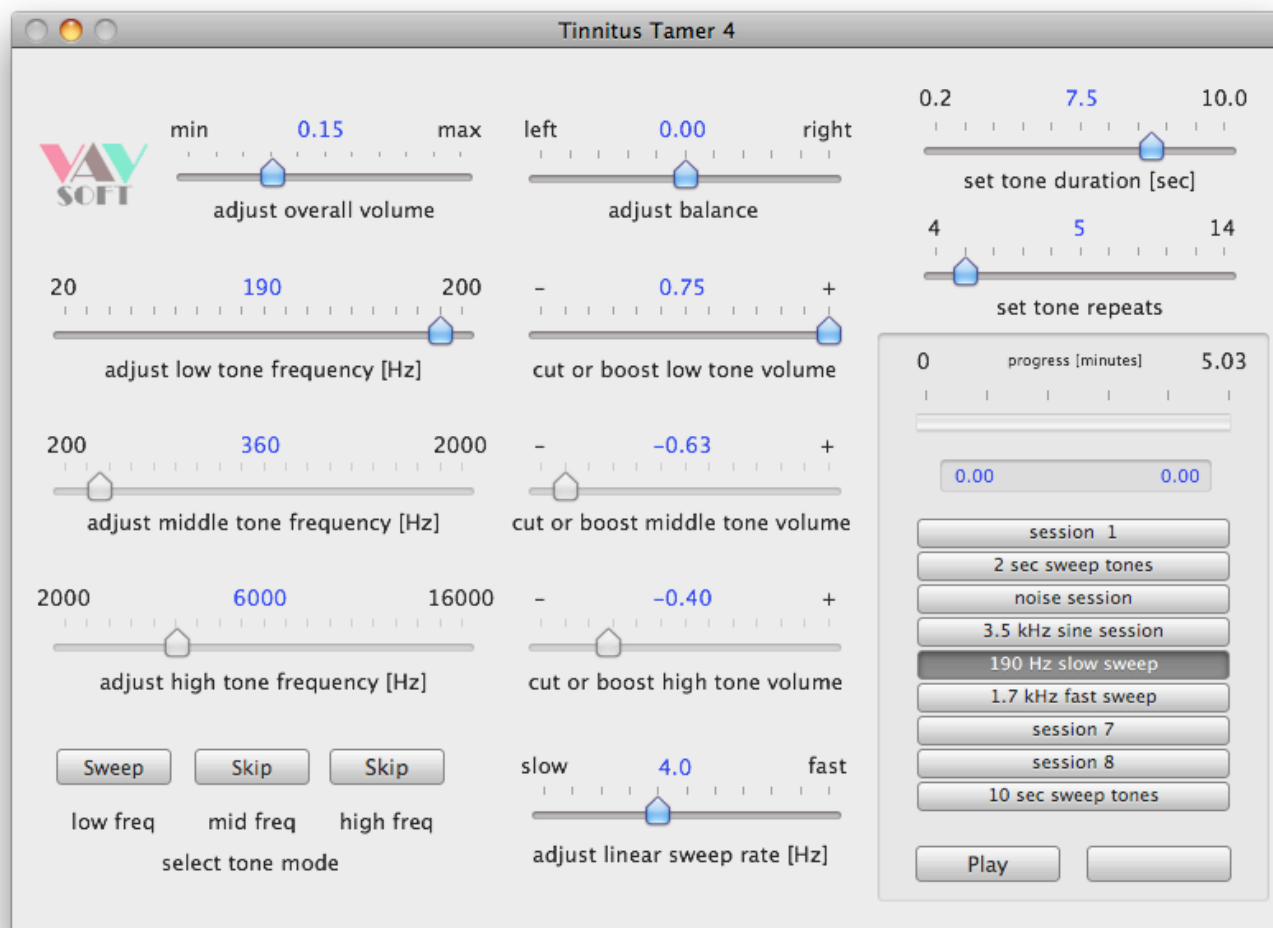 Tinnitus Tamer 4
VAV
SOFT
min 0.15 max
adjust overall volume
left 0.00 right
adjust balance
0.2 7.5 10.0
set tone duration [sec]
4 5 14
set tone repeats
20 190 200
adjust low tone frequency [Hz]
- 0.75 +
cut or boost low tone volume
200 360 2000
adjust middle tone frequency [Hz]
- -0.63 +
cut or boost middle tone volume
2000 6000 16000
adjust high tone frequency [Hz]
- -0.40 +
cut or boost high tone volume
Sweep Skip Skip
low freq mid freq high freq
select tone mode
slow 4.0 fast
adjust linear sweep rate [Hz]
0 progress [minutes] 5.03
0.00 0.00
session 1
2 sec sweep tones
noise session
3.5 kHz sine session
190 Hz slow sweep
1.7 kHz fast sweep
session 7
session 8
10 sec sweep tones
Play